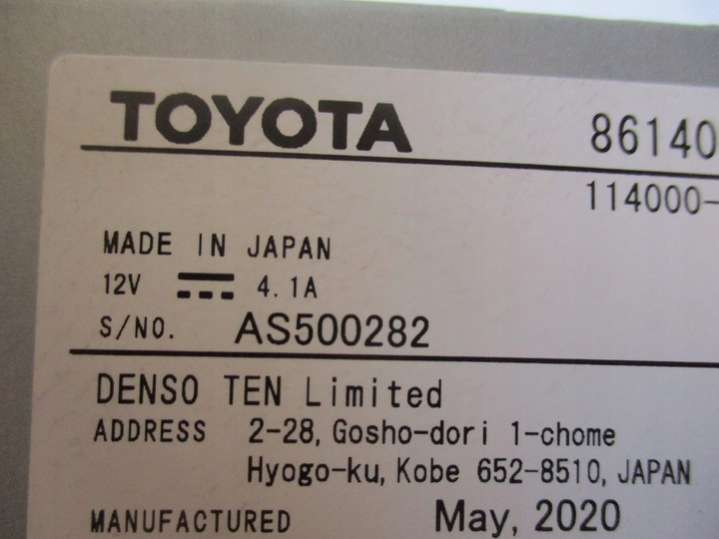 TOYOTA 86140
114000-
MADE IN JAPAN
12V 4.1A
S/NO. AS500282
DENSO TEN Limited
ADDRESS 2-28, Gosho-dori 1-chome
Hyogo-ku, Kobe 652-8510, JAPAN
MANUFACTURED May, 2020